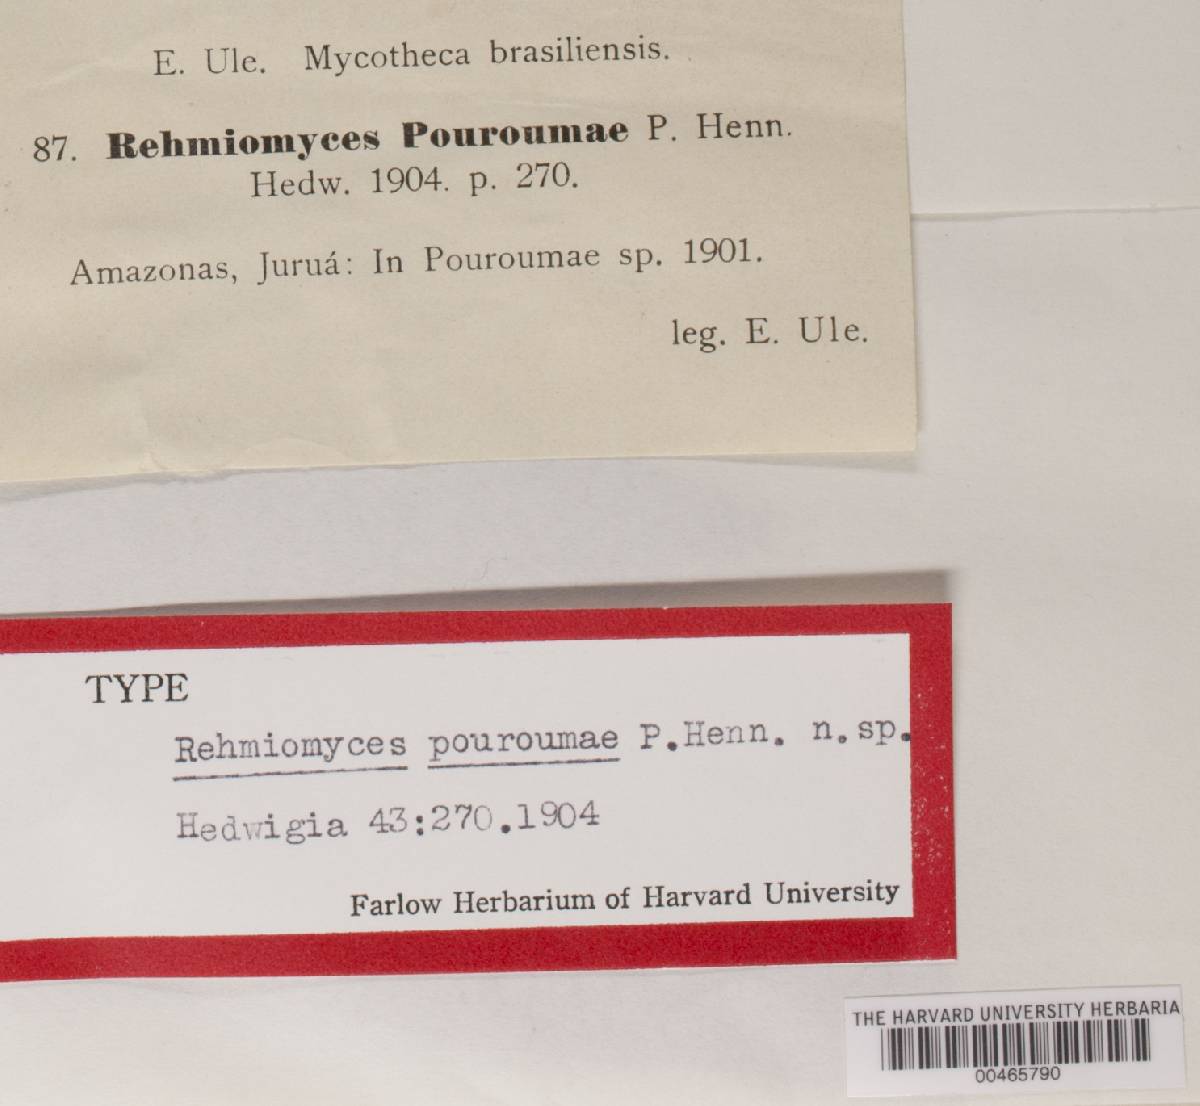 E. Ule. Mycotheca brasiliensis.
87. Rehmiomyces Pouroumae P. Henn.
Hedw. 1904. p. 270.
Amazonas, Juruá: In Pouroumae sp. 1901.
leg. E. Ule.
TYPE
Rehmiomyces pouroumae P.Henn. n.sp.
Hedwigia 43:270.1904
Farlow Herbarium of Harvard University
THE HARVARD UNIVERSITY HERBARIA
00465790